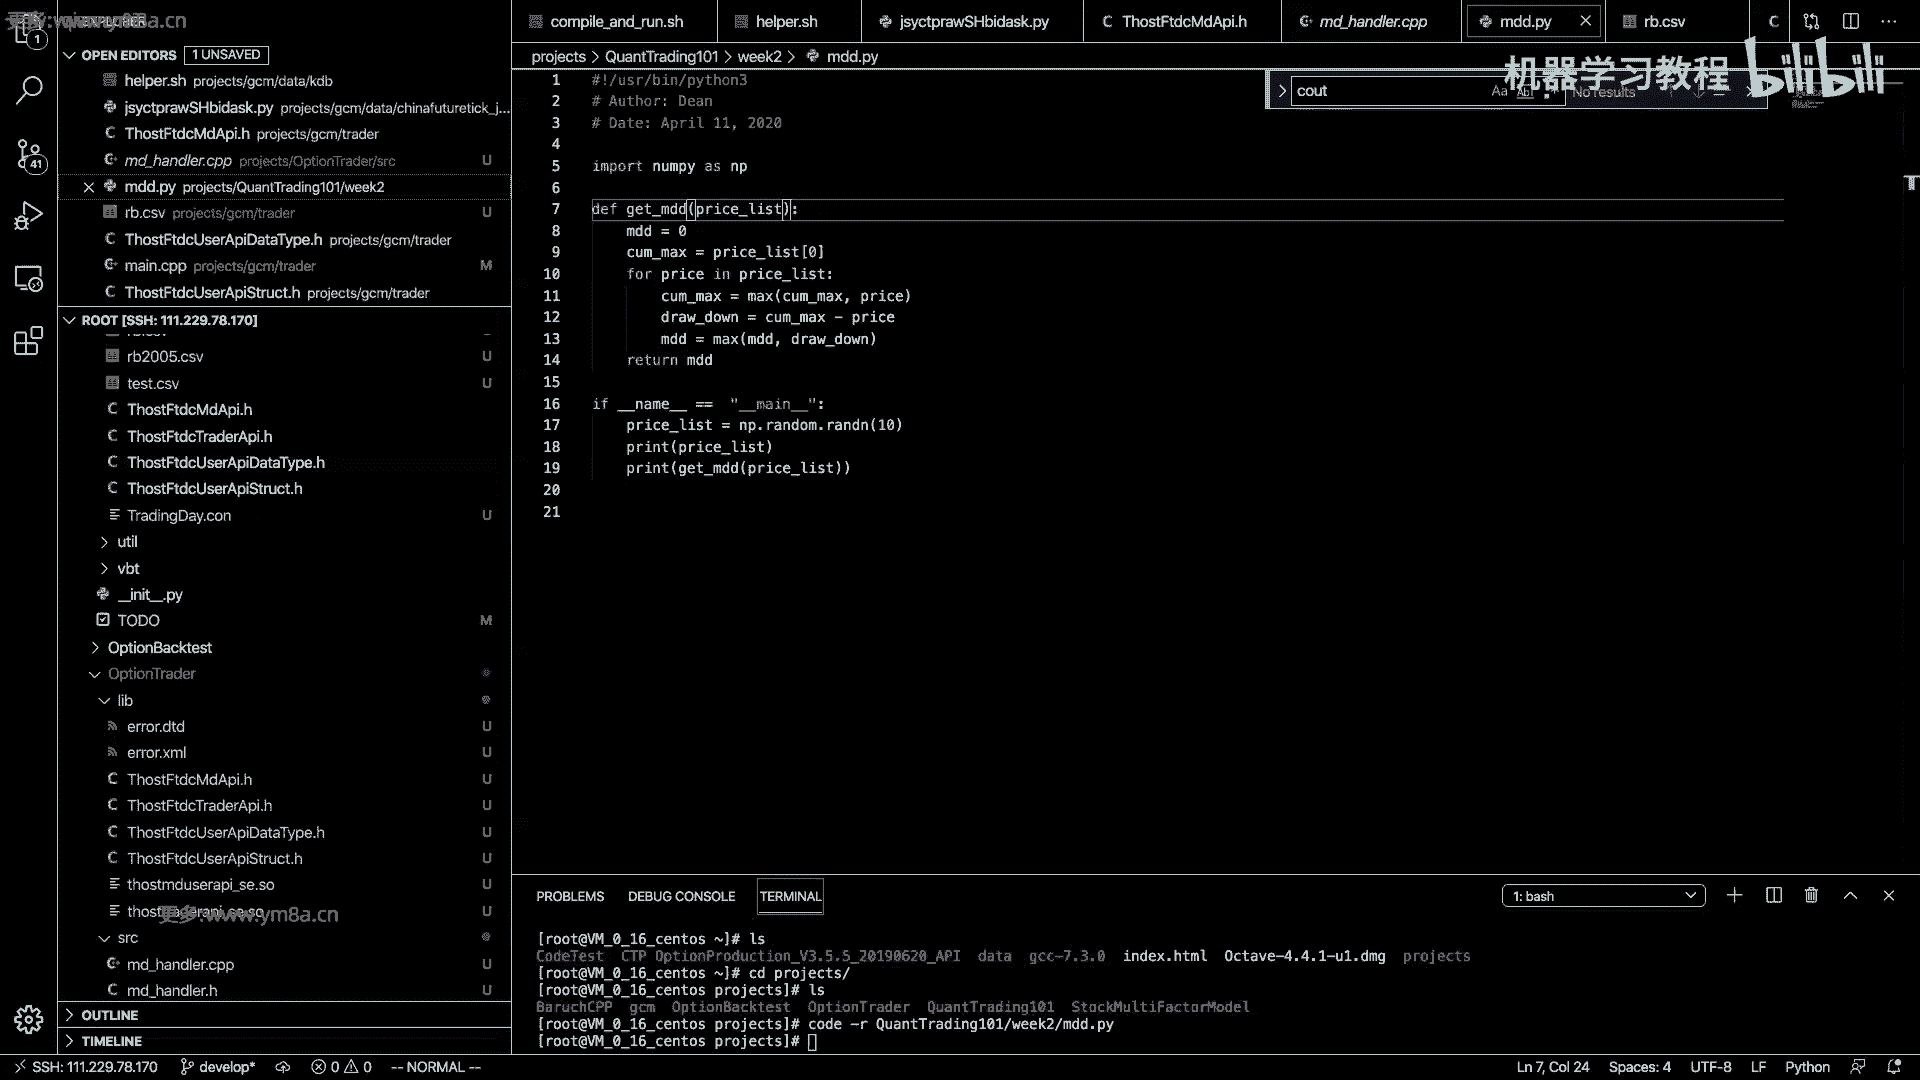 EXPLORER
更多:www.ym8a.cn
1
OPEN EDITORS 1 UNSAVED
helper.sh projects/gcm/data/kdb
jsyctprawSHbidask.py projects/gcm/data/chinafuturetick_j...
ThostFtdcMdApi.h projects/gcm/trader
md_handler.cpp projects/OptionTrader/src U
mdd.py projects/QuantTrading101/week2
rb.csv projects/gcm/trader U
ThostFtdcUserApiDataType.h projects/gcm/trader
main.cpp projects/gcm/trader M
ThostFtdcUserApiStruct.h projects/gcm/trader
41
ROOT [SSH: 111.229.78.170]
rb2005.csv U
test.csv U
ThostFtdcMdApi.h
ThostFtdcTraderApi.h
ThostFtdcUserApiDataType.h
ThostFtdcUserApiStruct.h
TradingDay.con U
util
vbt
__init__.py
TODO M
OptionBacktest
OptionTrader
lib
error.dtd U
error.xml U
ThostFtdcMdApi.h U
ThostFtdcTraderApi.h U
ThostFtdcUserApiDataType.h U
ThostFtdcUserApiStruct.h U
thostmduserapi_se.so U
更多:www.ym8a.cn U
src
md_handler.cpp U
md_handler.h U
OUTLINE
TIMELINE
compile_and_run.sh helper.sh jsyctprawSHbidask.py ThostFtdcMdApi.h md_handler.cpp mdd.py rb.csv
projects > QuantTrading101 > week2 > mdd.py
机器学习教程 bilibili
cout Aa Abl .* No results
1 #!/usr/bin/python3
2 # Author: Dean
3 # Date: April 11, 2020
4
5 import numpy as np
6
7 def get_mdd(price_list):
8 mdd = 0
9 cum_max = price_list[0]
10 for price in price_list:
11 cum_max = max(cum_max, price)
12 draw_down = cum_max - price
13 mdd = max(mdd, draw_down)
14 return mdd
15
16 if __name__ == "__main__":
17 price_list = np.random.randn(10)
18 print(price_list)
19 print(get_mdd(price_list))
20
21
PROBLEMS DEBUG CONSOLE TERMINAL 1: bash
[root@VM_0_16_centos ~]# ls
CodeTest CTP OptionProduction_V3.5.5_20190620_API data gcc-7.3.0 index.html Octave-4.4.1-u1.dmg projects
[root@VM_0_16_centos ~]# cd projects/
[root@VM_0_16_centos projects]# ls
BaruchCPP gcm OptionBacktest OptionTrader QuantTrading101 StockMultiFactorModel
[root@VM_0_16_centos projects]# code -r QuantTrading101/week2/mdd.py
[root@VM_0_16_centos projects]#
SSH: 111.229.78.170 develop* 0 0 -- NORMAL -- Ln 7, Col 24 Spaces: 4 UTF-8 LF Python